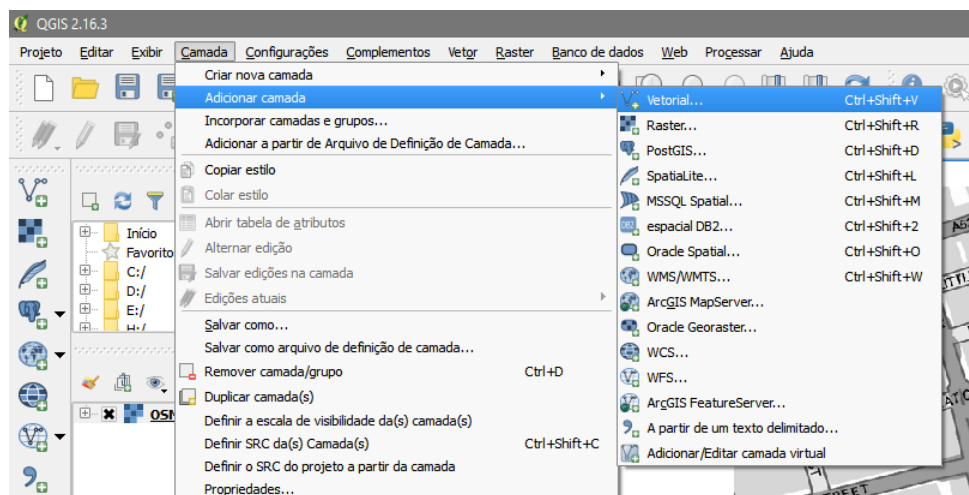 QGIS 2.16.3
Projeto Editar Exibir Camada Configurações Complementos Vetor Raster Banco de dados Web Processar Ajuda
Criar nova camada
Adicionar camada
Incorporar camadas e grupos...
Adicionar a partir de Arquivo de Definição de Camada...
Copiar estilo
Colar estilo
Abrir tabela de atributos
Alternar edição
Salvar edições na camada
Edições atuais
Salvar como...
Salvar como arquivo de definição de camada...
Remover camada/grupo Ctrl+D
Duplicar camada(s)
Definir a escala de visibilidade da(s) camada(s)
Definir SRC da(s) Camada(s) Ctrl+Shift+C
Definir o SRC do projeto a partir da camada
Propriedades...
Vetorial... Ctrl+Shift+V
Raster... Ctrl+Shift+R
PostGIS... Ctrl+Shift+D
SpatiaLite... Ctrl+Shift+L
MSSQL Spatial... Ctrl+Shift+M
espacial DB2... Ctrl+Shift+2
Oracle Spatial... Ctrl+Shift+O
WMS/WMTS... Ctrl+Shift+W
ArcGIS MapServer...
Oracle Georaster...
WCS...
WFS...
ArcGIS FeatureServer...
A partir de um texto delimitado...
Adicionar/Editar camada virtual
Início
Favorito
C:/
D:/
E:/
H:/
OSM
STREET